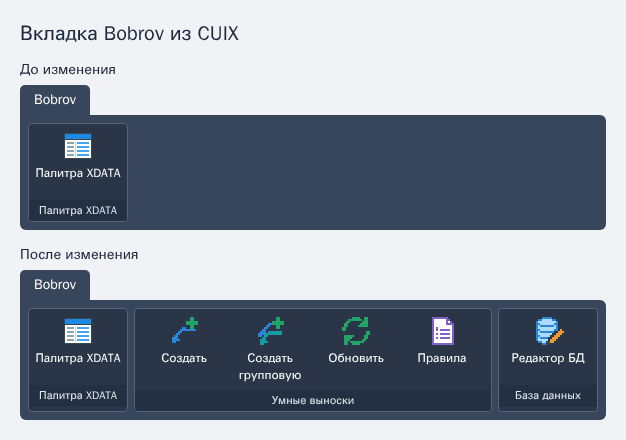 Вкладка Bobrov из CUIX
До изменения
Bobrov
Палитра XDATA
Палитра XDATA
После изменения
Bobrov
Палитра XDATA
Создать
Создать
групповую
Обновить
Правила
Редактор БД
Палитра XDATA
Умные выноски
База данных